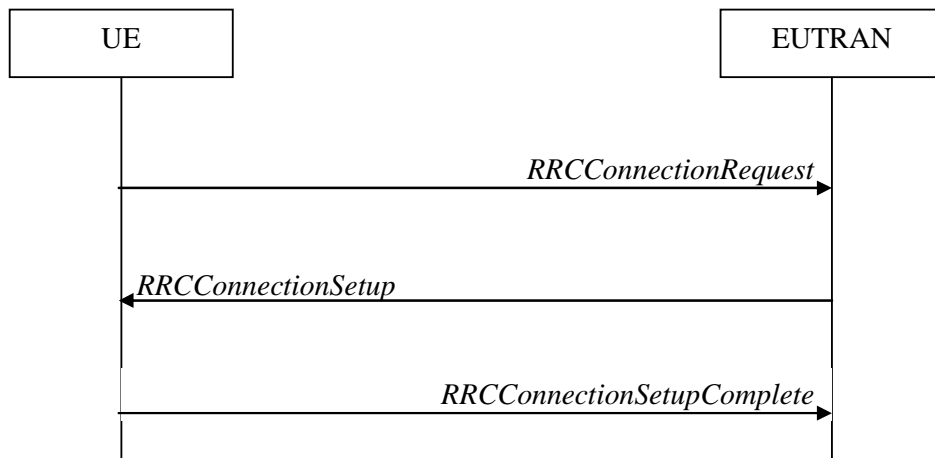 UE
EUTRAN
RRCConnectionRequest
RRCConnectionSetup
RRCConnectionSetupComplete